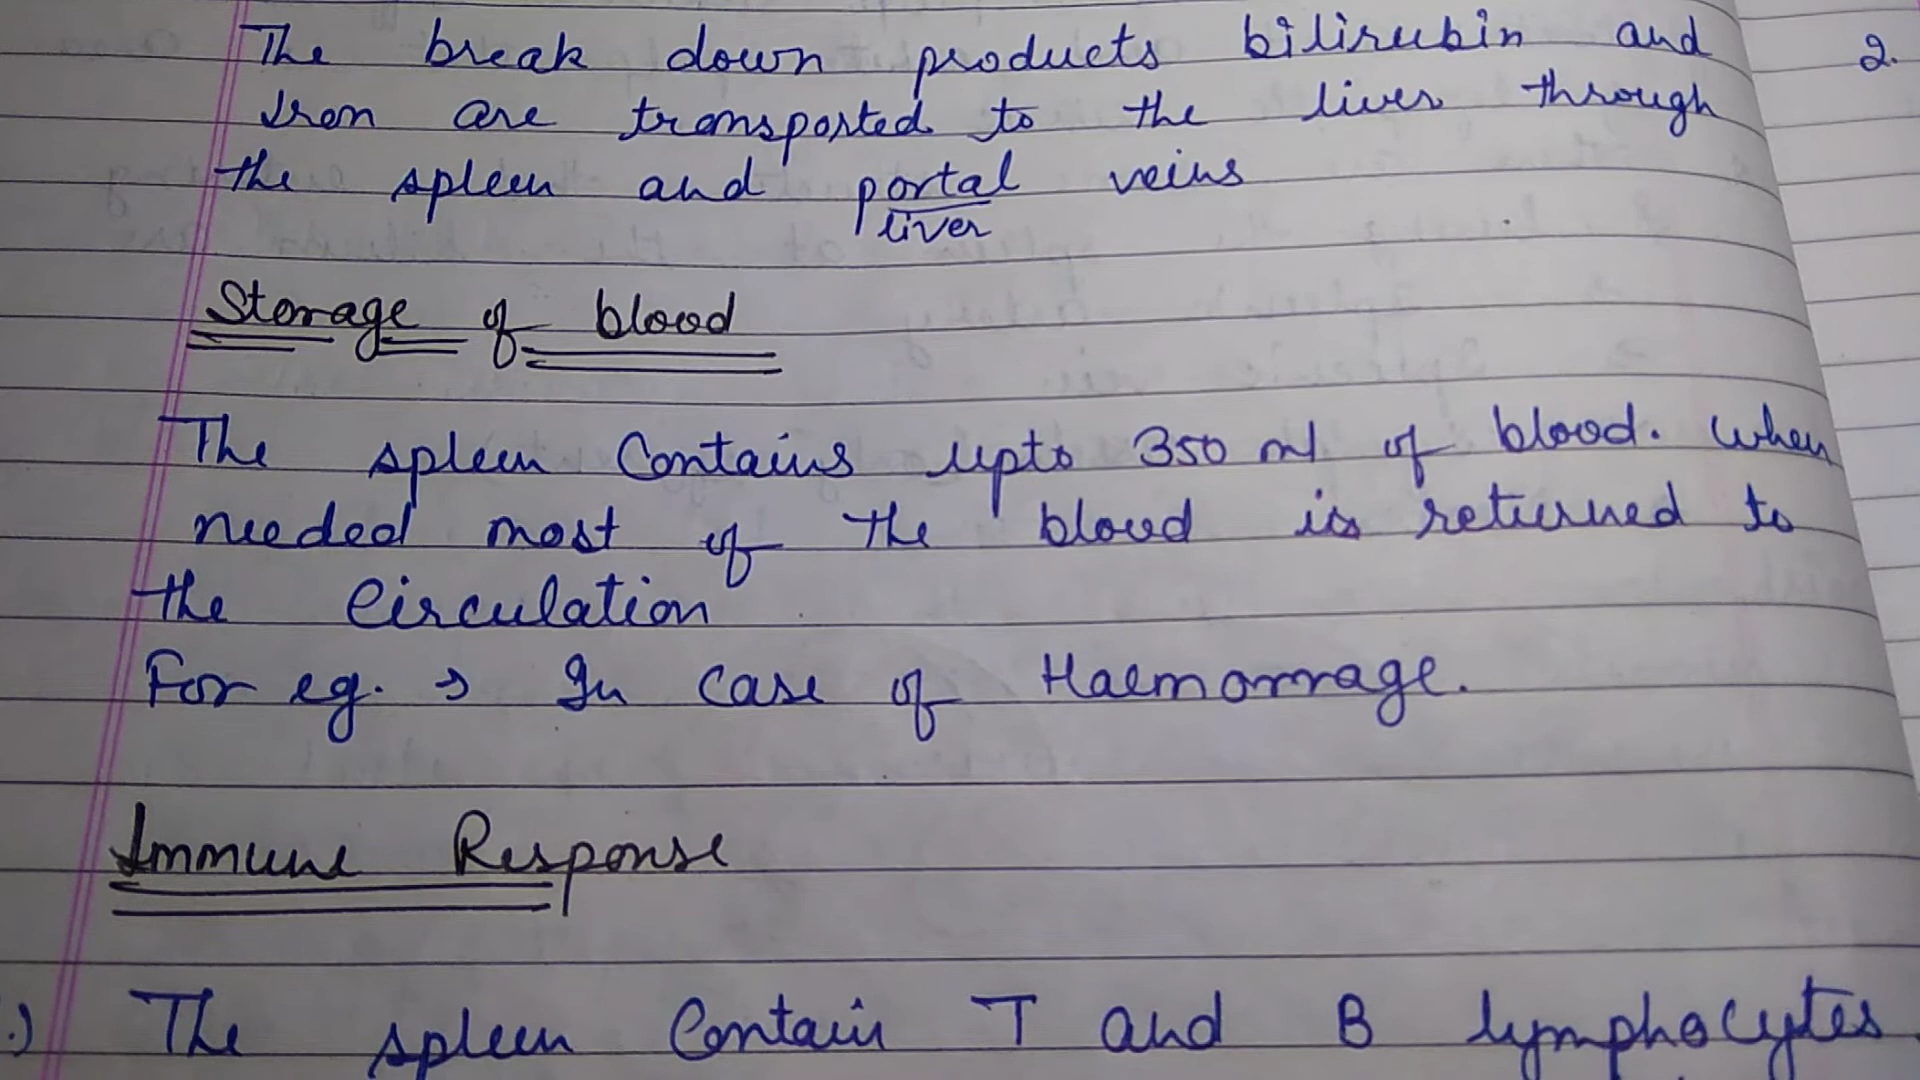 The break down products bilirubin and
Iron are transported to the liver through
the spleen and portal veins
liver
Storage of blood
The spleen Contains upto 350 ml of blood. When
needed most of the blood is returned to
the Circulation
For eg. → In case of Haemorrage.
Immune Response
.) The spleen Contain T and B lymphocytes
2.